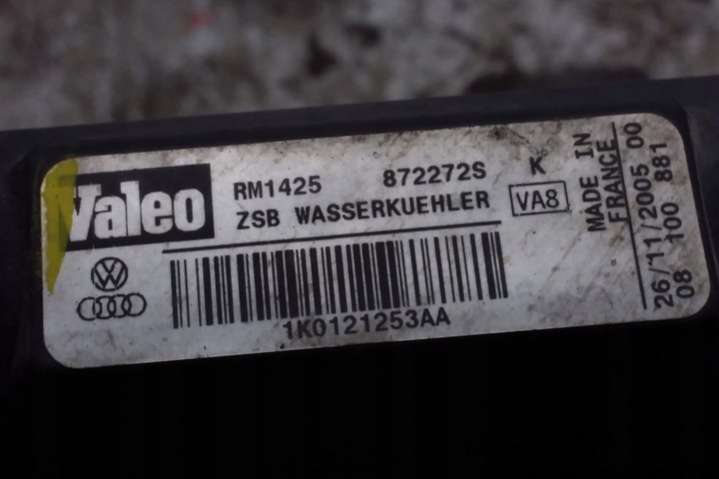 Valeo
RM1425 872272S K
ZSB WASSERKUEHLER VA8
1K0121253AA
MADE IN
FRANCE
26/11/2005 00
08 100 881